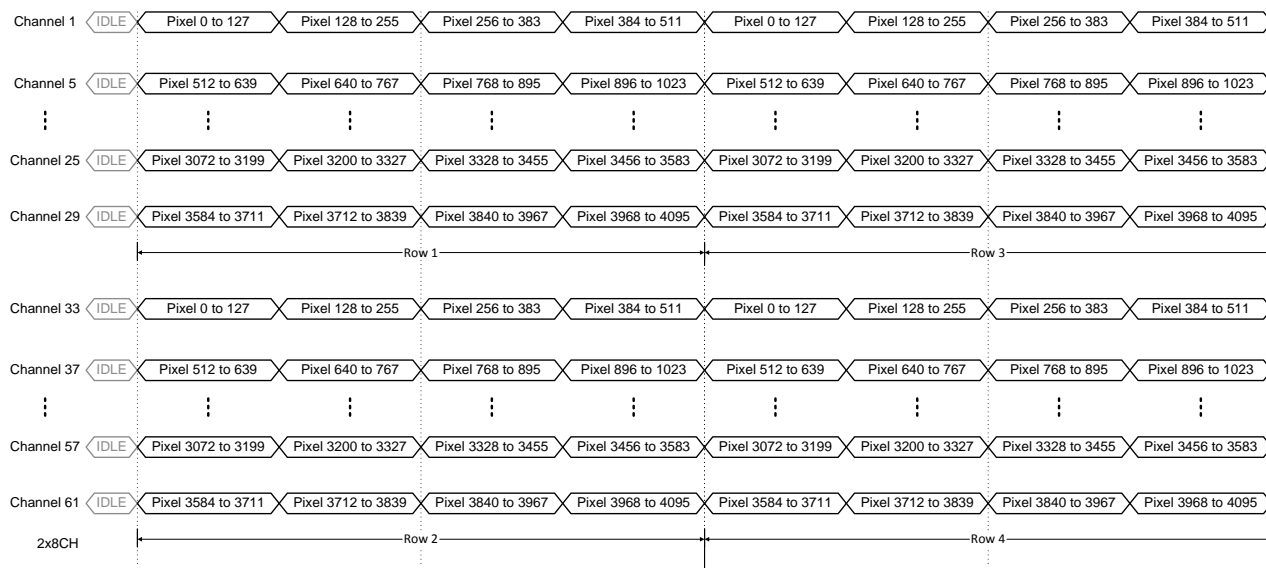 Channel 1 IDLE Pixel 0 to 127 Pixel 128 to 255 Pixel 256 to 383 Pixel 384 to 511 Pixel 0 to 127 Pixel 128 to 255 Pixel 256 to 383 Pixel 384 to 511
Channel 5 IDLE Pixel 512 to 639 Pixel 640 to 767 Pixel 768 to 895 Pixel 896 to 1023 Pixel 512 to 639 Pixel 640 to 767 Pixel 768 to 895 Pixel 896 to 1023
Channel 25 IDLE Pixel 3072 to 3199 Pixel 3200 to 3327 Pixel 3328 to 3455 Pixel 3456 to 3583 Pixel 3072 to 3199 Pixel 3200 to 3327 Pixel 3328 to 3455 Pixel 3456 to 3583
Channel 29 IDLE Pixel 3584 to 3711 Pixel 3712 to 3839 Pixel 3840 to 3967 Pixel 3968 to 4095 Pixel 3584 to 3711 Pixel 3712 to 3839 Pixel 3840 to 3967 Pixel 3968 to 4095
Row 1 Row 3
Channel 33 IDLE Pixel 0 to 127 Pixel 128 to 255 Pixel 256 to 383 Pixel 384 to 511 Pixel 0 to 127 Pixel 128 to 255 Pixel 256 to 383 Pixel 384 to 511
Channel 37 IDLE Pixel 512 to 639 Pixel 640 to 767 Pixel 768 to 895 Pixel 896 to 1023 Pixel 512 to 639 Pixel 640 to 767 Pixel 768 to 895 Pixel 896 to 1023
Channel 57 IDLE Pixel 3072 to 3199 Pixel 3200 to 3327 Pixel 3328 to 3455 Pixel 3456 to 3583 Pixel 3072 to 3199 Pixel 3200 to 3327 Pixel 3328 to 3455 Pixel 3456 to 3583
Channel 61 IDLE Pixel 3584 to 3711 Pixel 3712 to 3839 Pixel 3840 to 3967 Pixel 3968 to 4095 Pixel 3584 to 3711 Pixel 3712 to 3839 Pixel 3840 to 3967 Pixel 3968 to 4095
2x8CH Row 2 Row 4